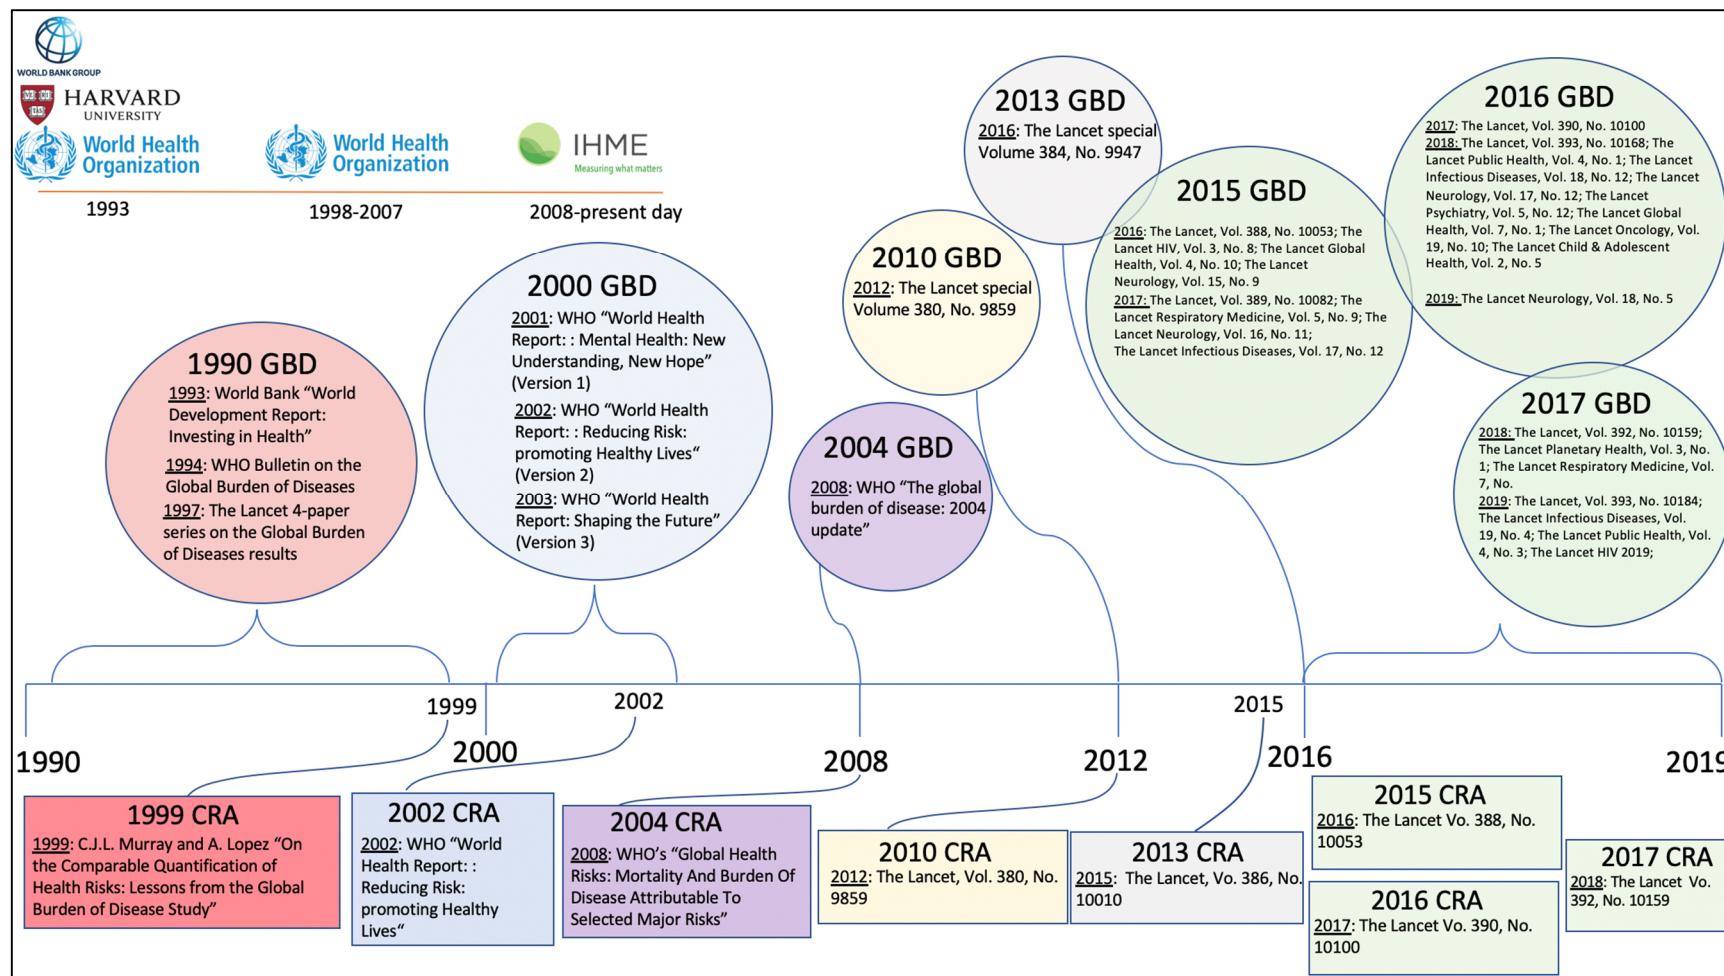 WORLD BANK GROUP
HARVARD
UNIVERSITY
World Health
Organization
World Health
Organization
IHME
Measuring what matters
1993
1998-2007
2008-present day
1990 GBD
1993: World Bank “World
Development Report:
Investing in Health”
1994: WHO Bulletin on the
Global Burden of Diseases
1997: The Lancet 4-paper
series on the Global Burden
of Diseases results
2000 GBD
2001: WHO “World Health
Report: : Mental Health: New
Understanding, New Hope”
(Version 1)
2002: WHO “World Health
Report: : Reducing Risk:
promoting Healthy Lives“
(Version 2)
2003: WHO “World Health
Report: Shaping the Future”
(Version 3)
2004 GBD
2008: WHO “The global
burden of disease: 2004
update”
2010 GBD
2012: The Lancet special
Volume 380, No. 9859
2013 GBD
2016: The Lancet special
Volume 384, No. 9947
2015 GBD
2016: The Lancet, Vol. 388, No. 10053; The
Lancet HIV, Vol. 3, No. 8; The Lancet Global
Health, Vol. 4, No. 10; The Lancet
Neurology, Vol. 15, No. 9
2017: The Lancet, Vol. 389, No. 10082; The
Lancet Respiratory Medicine, Vol. 5, No. 9; The
Lancet Neurology, Vol. 16, No. 11;
The Lancet Infectious Diseases, Vol. 17, No. 12
2016 GBD
2017: The Lancet, Vol. 390, No. 10100
2018: The Lancet, Vol. 393, No. 10168; The
Lancet Public Health, Vol. 4, No. 1; The Lancet
Infectious Diseases, Vol. 18, No. 12; The Lancet
Neurology, Vol. 17, No. 12; The Lancet
Psychiatry, Vol. 5, No. 12; The Lancet Global
Health, Vol. 7, No. 1; The Lancet Oncology, Vol.
19, No. 10; The Lancet Child & Adolescent
Health, Vol. 2, No. 5
2019: The Lancet Neurology, Vol. 18, No. 5
2017 GBD
2018: The Lancet, Vol. 392, No. 10159;
The Lancet Planetary Health, Vol. 3, No.
1; The Lancet Respiratory Medicine, Vol.
7, No.
2019: The Lancet, Vol. 393, No. 10184;
The Lancet Infectious Diseases, Vol.
19, No. 4; The Lancet Public Health, Vol.
4, No. 3; The Lancet HIV 2019;
1999
2002
2015
1990
2000
2008
2012
2016
2019
1999 CRA
1999: C.J.L. Murray and A. Lopez “On
the Comparable Quantification of
Health Risks: Lessons from the Global
Burden of Disease Study”
2002 CRA
2002: WHO “World
Health Report: :
Reducing Risk:
promoting Healthy
Lives“
2004 CRA
2008: WHO’s “Global Health
Risks: Mortality And Burden Of
Disease Attributable To
Selected Major Risks”
2010 CRA
2012: The Lancet, Vol. 380, No.
9859
2013 CRA
2015: The Lancet, Vo. 386, No.
10010
2015 CRA
2016: The Lancet Vo. 388, No.
10053
2016 CRA
2017: The Lancet Vo. 390, No.
10100
2017 CRA
2018: The Lancet Vo.
392, No. 10159